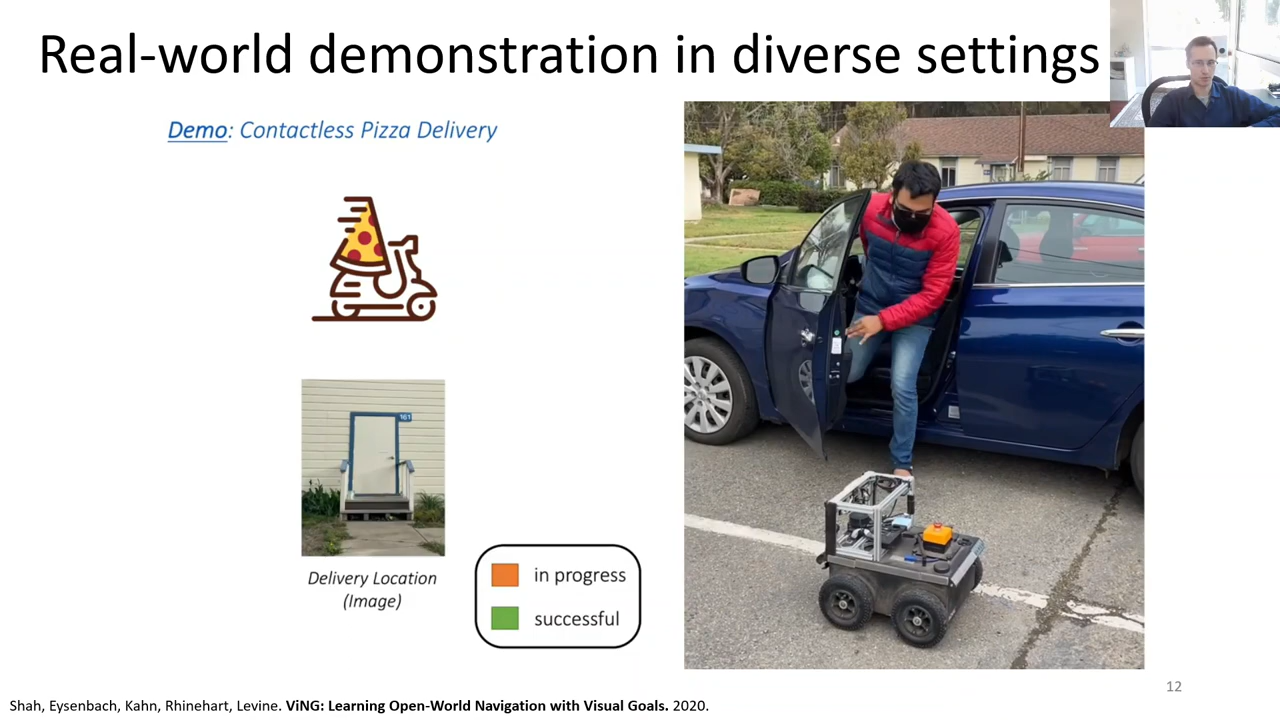 Real-world demonstration in diverse settings
Demo: Contactless Pizza Delivery
161
Delivery Location
(Image)
in progress
successful
12
Shah, Eysenbach, Kahn, Rhinehart, Levine. ViNG: Learning Open-World Navigation with Visual Goals. 2020.